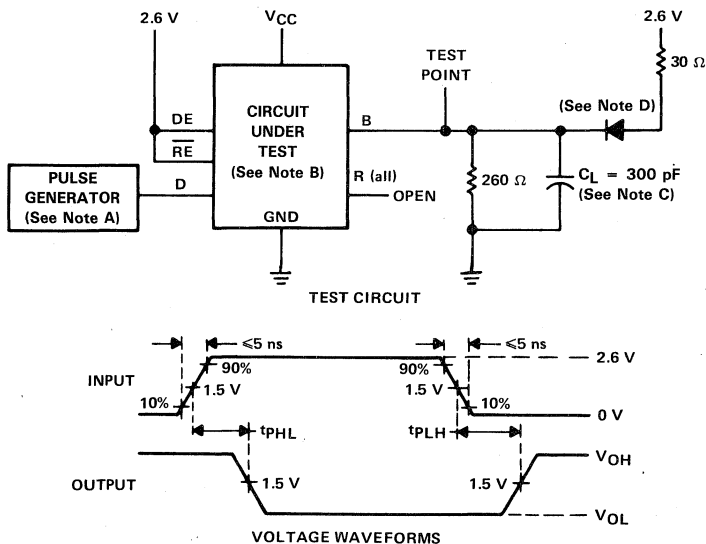 2.6 V
VCC
2.6 V
TEST
POINT
30 Ω
(See Note D)
DE
RE
CIRCUIT
UNDER
TEST
(See Note B)
B
PULSE
GENERATOR
(See Note A)
D
R (all)
OPEN
260 Ω
CL = 300 pF
(See Note C)
GND
TEST CIRCUIT
≤5 ns
≤5 ns
INPUT
90%
1.5 V
10%
90%
1.5 V
10%
2.6 V
0 V
tPHL
tPLH
OUTPUT
1.5 V
1.5 V
VOH
VOL
VOLTAGE WAVEFORMS